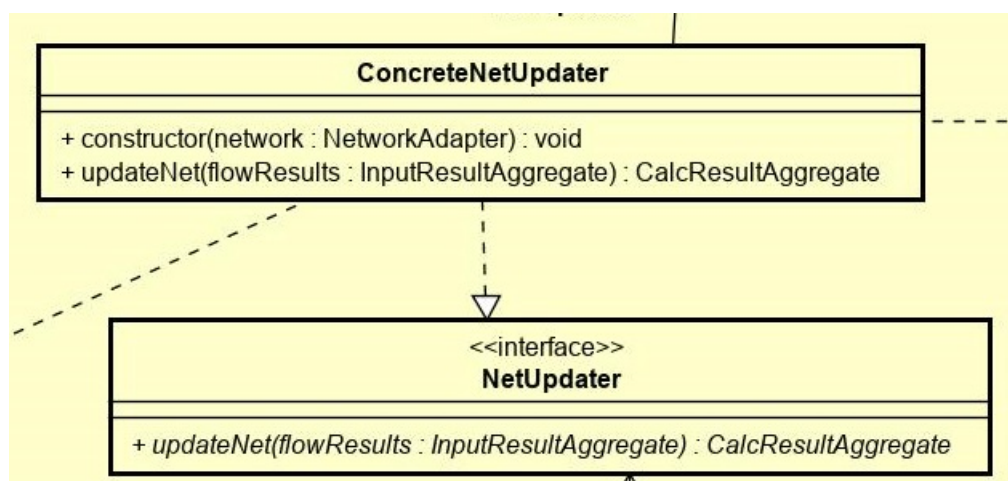 ConcreteNetUpdater
+ constructor(network : NetworkAdapter) : void
+ updateNet(flowResults : InputResultAggregate) : CalcResultAggregate
<<interface>>
NetUpdater
+ updateNet(flowResults : InputResultAggregate) : CalcResultAggregate